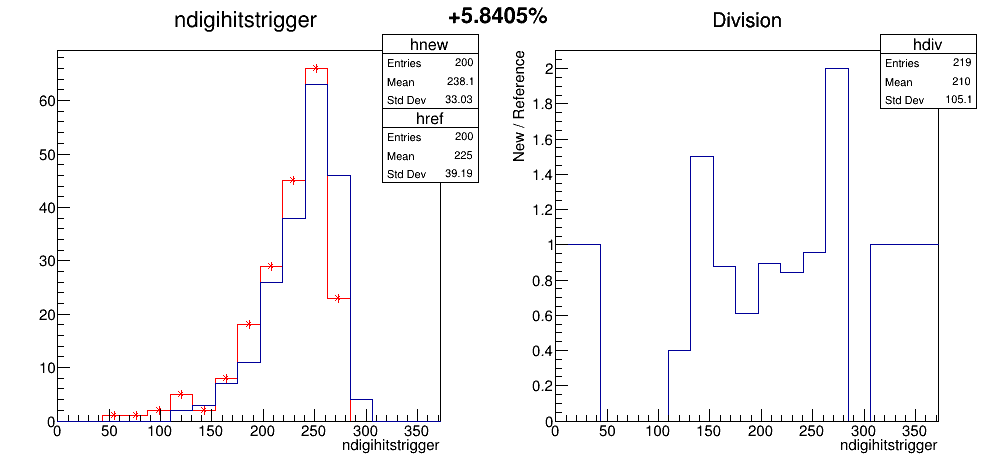 +5.8405%
ndigihitstrigger
hnew
Entries 200
Mean 238.1
Std Dev 33.03
href
Entries 200
Mean 225
Std Dev 39.19
60
50
40
30
20
10
0
0 50 100 150 200 250 300 350
ndigihitstrigger
Division
hdiv
Entries 219
Mean 210
Std Dev 105.1
New / Reference
2
1.8
1.6
1.4
1.2
1
0.8
0.6
0.4
0.2
0
0 50 100 150 200 250 300 350
ndigihitstrigger